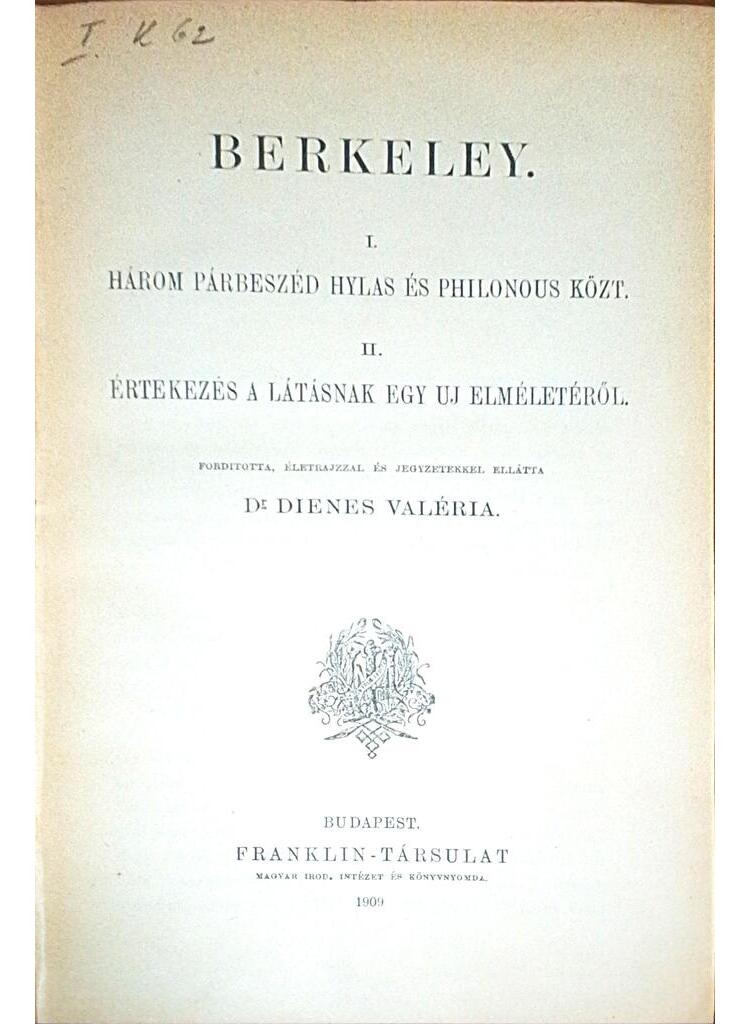 I. K 62
BERKELEY.
I.
HÁROM PÁRBESZÉD HYLAS ÉS PHILONOUS KÖZT.
II.
ÉRTEKEZÉS A LÁTÁSNAK EGY UJ ELMÉLETÉRŐL.
FORDITOTTA, ÉLETRAJZZAL ÉS JEGYZETEKKEL ELLÁTTA
Dr DIENES VALÉRIA.
BUDAPEST.
FRANKLIN-TÁRSULAT
MAGYAR IROD. INTÉZET ÉS KÖNYVNYOMDA.
1909